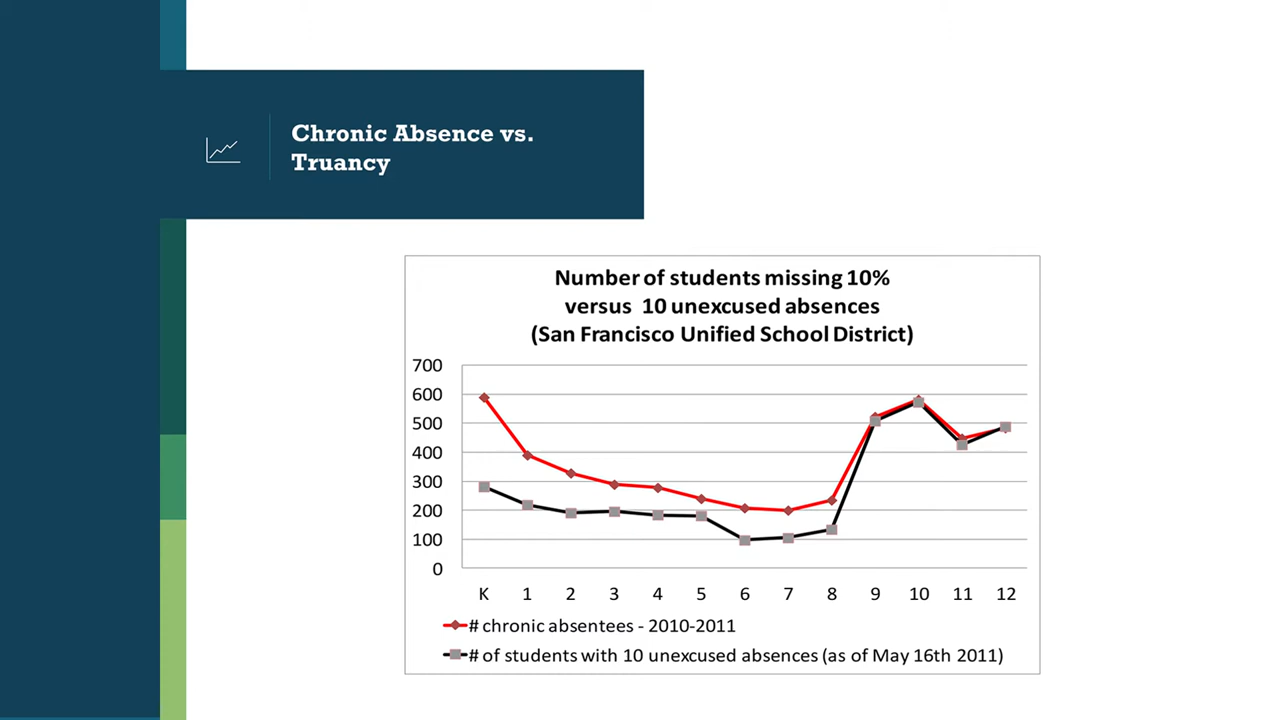 Chronic Absence vs.
Truancy
Number of students missing 10%
versus 10 unexcused absences
(San Francisco Unified School District)
700
600
500
400
300
200
100
0
K 1 2 3 4 5 6 7 8 9 10 11 12
# chronic absentees - 2010-2011
# of students with 10 unexcused absences (as of May 16th 2011)